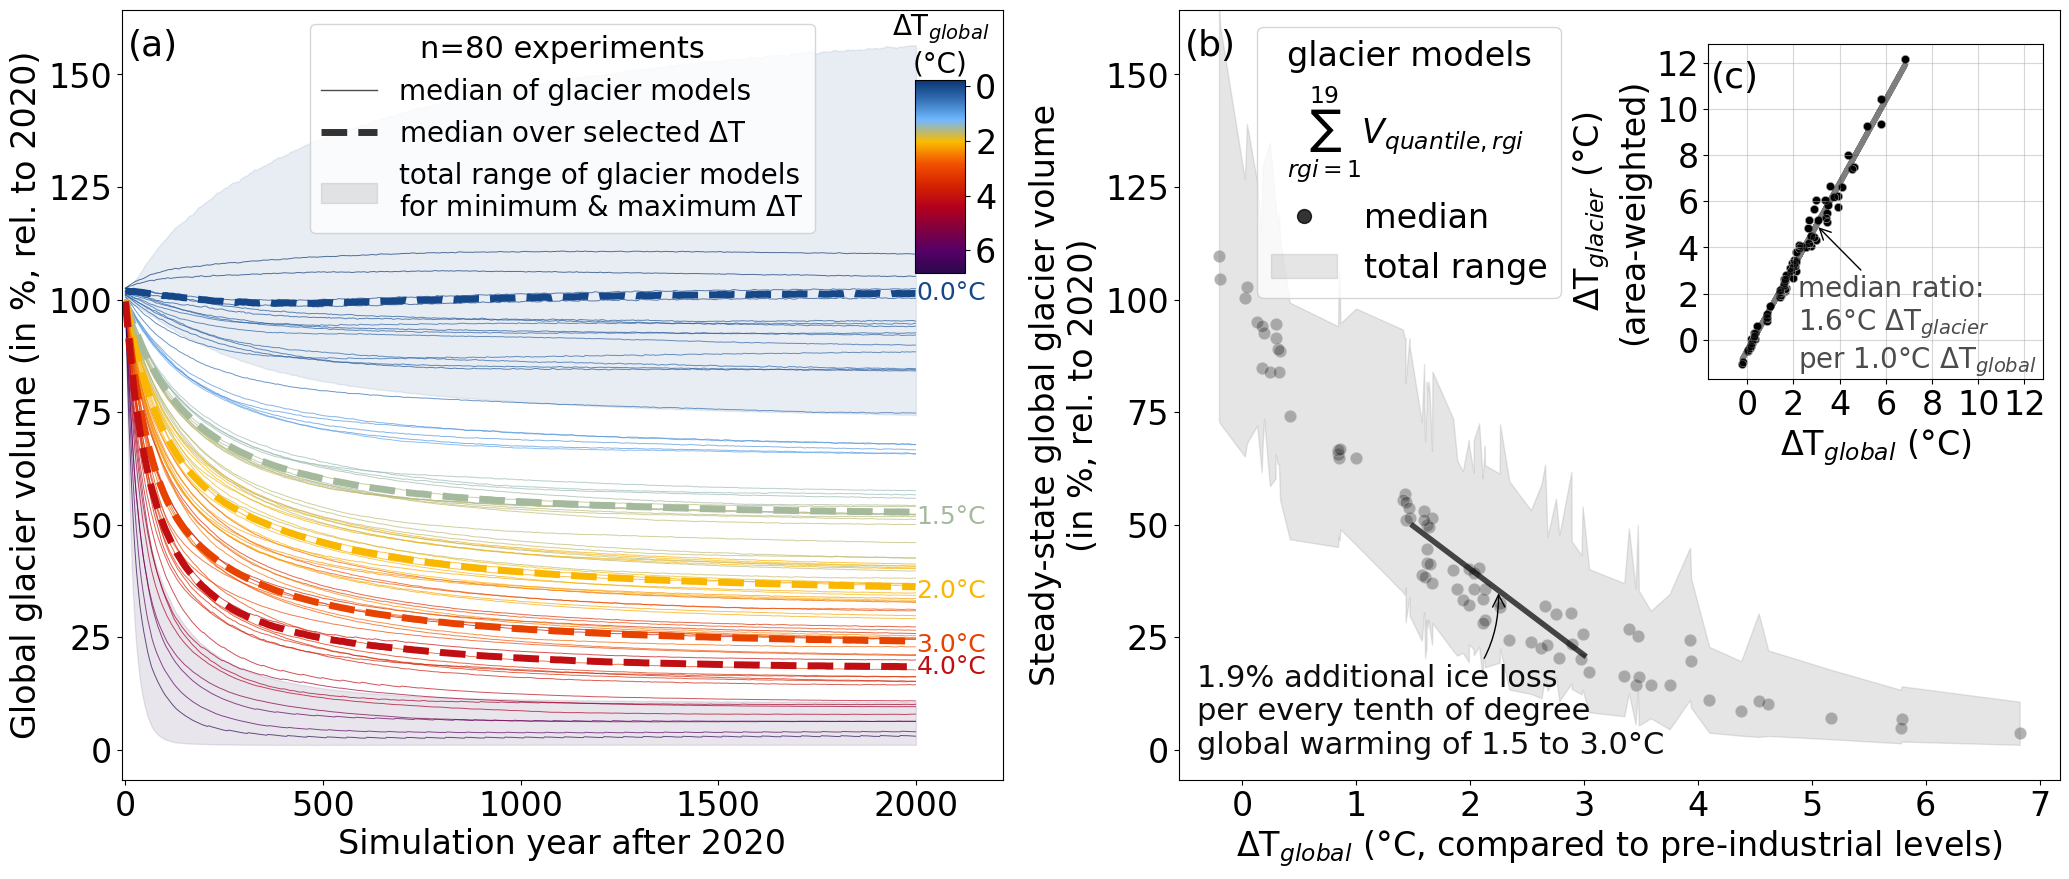 (a)
n=80 experiments
median of glacier models
median over selected ΔT
total range of glacier models
for minimum & maximum ΔT
ΔT_global
(°C)
0
2
4
6
Global glacier volume (in %, rel. to 2020)
150
125
100
75
50
25
0
0.0°C
1.5°C
2.0°C
3.0°C
4.0°C
0 500 1000 1500 2000
Simulation year after 2020
(b)
glacier models
19
∑ V_quantile, rgi
rgi = 1
median
total range
Steady-state global glacier volume
(in %, rel. to 2020)
150
125
100
75
50
25
0
1.9% additional ice loss
per every tenth of degree
global warming of 1.5 to 3.0°C
0 1 2 3 4 5 6 7
ΔT_global (°C, compared to pre-industrial levels)
(c)
ΔT_glacier (°C)
(area-weighted)
12
10
8
6
4
2
0
median ratio:
1.6°C ΔT_glacier
per 1.0°C ΔT_global
0 2 4 6 8 10 12
ΔT_global (°C)